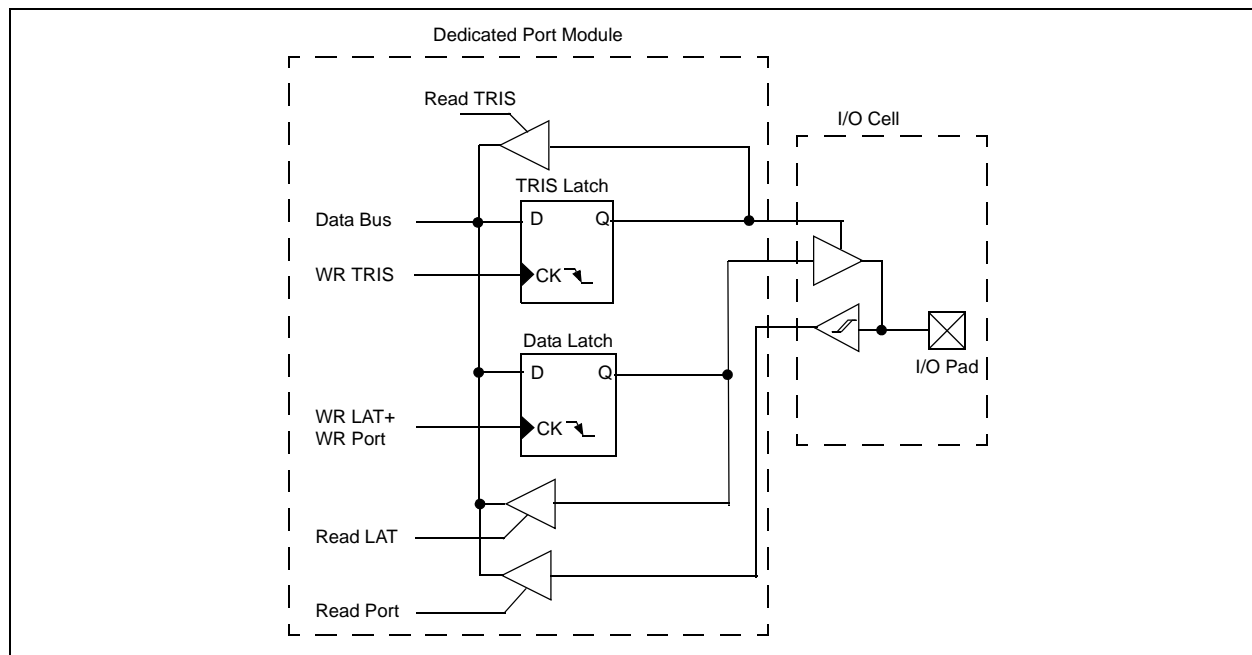 Dedicated Port Module
Read TRIS
I/O Cell
TRIS Latch
Data Bus
D
Q
WR TRIS
CK
Data Latch
I/O Pad
D
Q
WR LAT+
WR Port
CK
Read LAT
Read Port